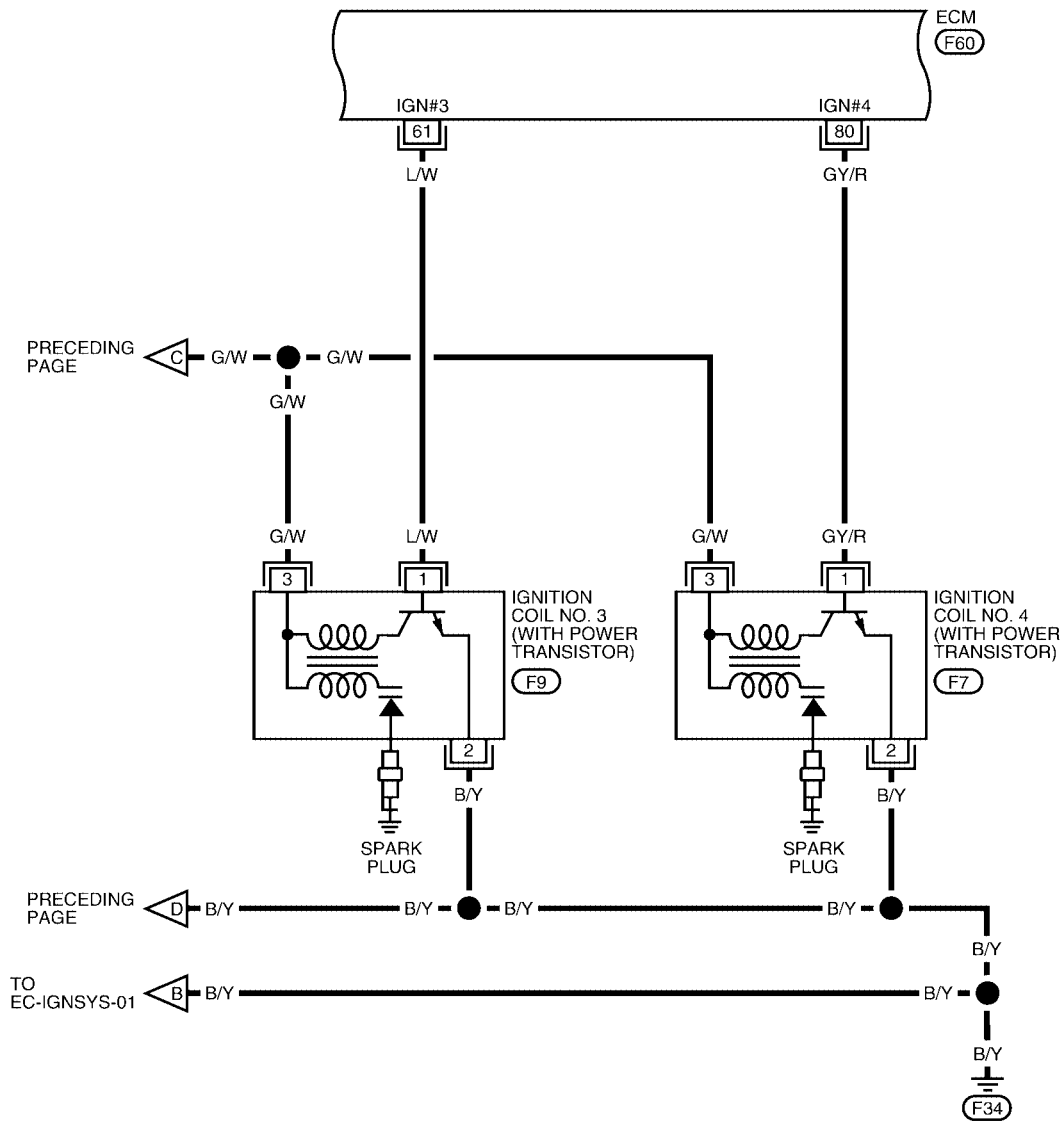 ECM
F60
IGN#3
IGN#4
61
80
L/W
GY/R
PRECEDING
PAGE
C
G/W
G/W
G/W
G/W
L/W
G/W
GY/R
3
1
3
1
IGNITION
COIL NO. 3
(WITH POWER
TRANSISTOR)
F9
IGNITION
COIL NO. 4
(WITH POWER
TRANSISTOR)
F7
2
2
B/Y
B/Y
SPARK
PLUG
SPARK
PLUG
PRECEDING
PAGE
D
B/Y
B/Y
B/Y
B/Y
B/Y
TO
EC-IGNSYS-01
B
B/Y
B/Y
B/Y
F34